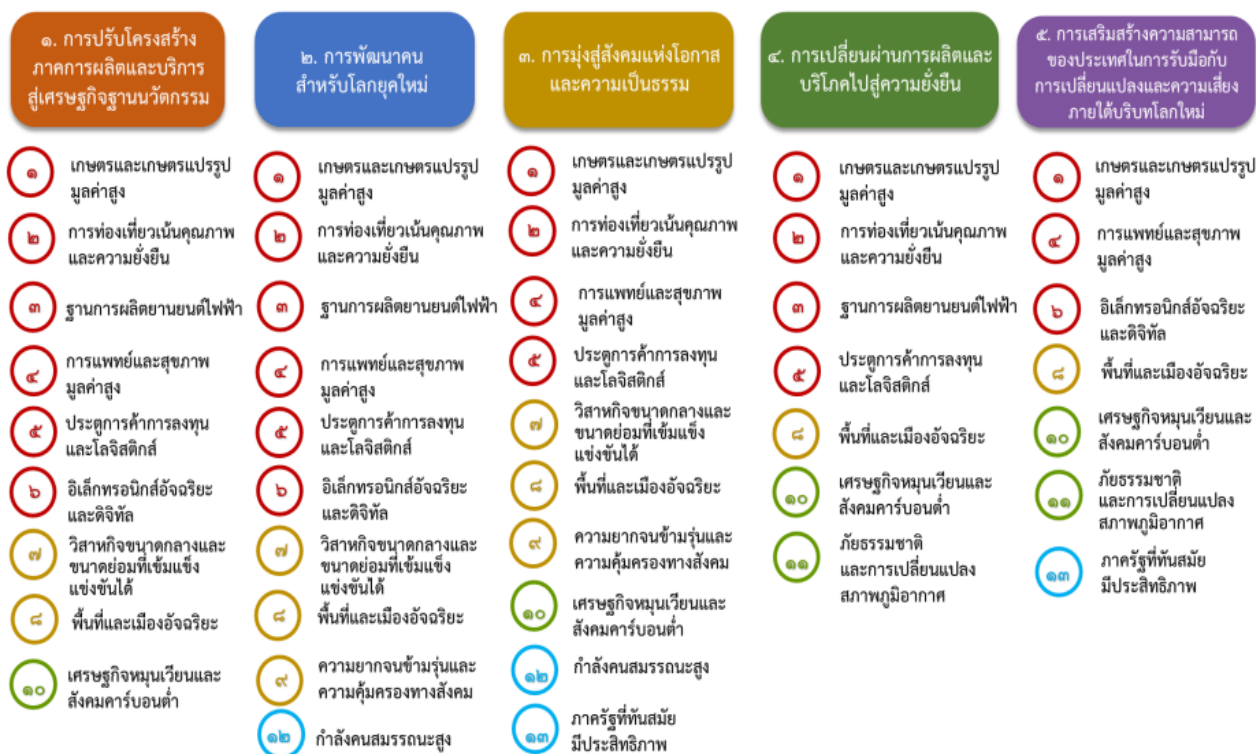 ๑. การปรับโครงสร้าง
ภาคการผลิตและบริการ
สู่เศรษฐกิจฐานนวัตกรรม
๑
เกษตรและเกษตรแปรรูป
มูลค่าสูง
๒
การท่องเที่ยวเน้นคุณภาพ
และความยั่งยืน
๓
ฐานการผลิตยานยนต์ไฟฟ้า
๔
การแพทย์และสุขภาพ
มูลค่าสูง
๕
ประตูการค้าการลงทุน
และโลจิสติกส์
๖
อิเล็กทรอนิกส์อัจฉริยะ
และดิจิทัล
๗
วิสาหกิจขนาดกลางและ
ขนาดย่อมที่เข้มแข็ง
แข่งขันได้
๘
พื้นที่และเมืองอัจฉริยะ
๑๐
เศรษฐกิจหมุนเวียนและ
สังคมคาร์บอนต่ำ
๒. การพัฒนาคน
สำหรับโลกยุคใหม่
๑
เกษตรและเกษตรแปรรูป
มูลค่าสูง
๒
การท่องเที่ยวเน้นคุณภาพ
และความยั่งยืน
๓
ฐานการผลิตยานยนต์ไฟฟ้า
๔
การแพทย์และสุขภาพ
มูลค่าสูง
๕
ประตูการค้าการลงทุน
และโลจิสติกส์
๖
อิเล็กทรอนิกส์อัจฉริยะ
และดิจิทัล
๗
วิสาหกิจขนาดกลางและ
ขนาดย่อมที่เข้มแข็ง
แข่งขันได้
๘
พื้นที่และเมืองอัจฉริยะ
๙
ความยากจนข้ามรุ่นและ
ความคุ้มครองทางสังคม
๑๒
กำลังคนสมรรถนะสูง
๓. การมุ่งสู่สังคมแห่งโอกาส
และความเป็นธรรม
๑
เกษตรและเกษตรแปรรูป
มูลค่าสูง
๒
การท่องเที่ยวเน้นคุณภาพ
และความยั่งยืน
๔
การแพทย์และสุขภาพ
มูลค่าสูง
๕
ประตูการค้าการลงทุน
และโลจิสติกส์
๗
วิสาหกิจขนาดกลางและ
ขนาดย่อมที่เข้มแข็ง
แข่งขันได้
๘
พื้นที่และเมืองอัจฉริยะ
๙
ความยากจนข้ามรุ่นและ
ความคุ้มครองทางสังคม
๑๐
เศรษฐกิจหมุนเวียนและ
สังคมคาร์บอนต่ำ
๑๒
กำลังคนสมรรถนะสูง
๑๓
ภาครัฐที่ทันสมัย
มีประสิทธิภาพ
๔. การเปลี่ยนผ่านการผลิตและ
บริโภคไปสู่ความยั่งยืน
๑
เกษตรและเกษตรแปรรูป
มูลค่าสูง
๒
การท่องเที่ยวเน้นคุณภาพ
และความยั่งยืน
๓
ฐานการผลิตยานยนต์ไฟฟ้า
๕
ประตูการค้าการลงทุน
และโลจิสติกส์
๘
พื้นที่และเมืองอัจฉริยะ
๑๐
เศรษฐกิจหมุนเวียนและ
สังคมคาร์บอนต่ำ
๑๑
ภัยธรรมชาติ
และการเปลี่ยนแปลง
สภาพภูมิอากาศ
๕. การเสริมสร้างความสามารถ
ของประเทศในการรับมือกับ
การเปลี่ยนแปลงและความเสี่ยง
ภายใต้บริบทโลกใหม่
๑
เกษตรและเกษตรแปรรูป
มูลค่าสูง
๔
การแพทย์และสุขภาพ
มูลค่าสูง
๖
อิเล็กทรอนิกส์อัจฉริยะ
และดิจิทัล
๘
พื้นที่และเมืองอัจฉริยะ
๑๐
เศรษฐกิจหมุนเวียนและ
สังคมคาร์บอนต่ำ
๑๑
ภัยธรรมชาติ
และการเปลี่ยนแปลง
สภาพภูมิอากาศ
๑๓
ภาครัฐที่ทันสมัย
มีประสิทธิภาพ